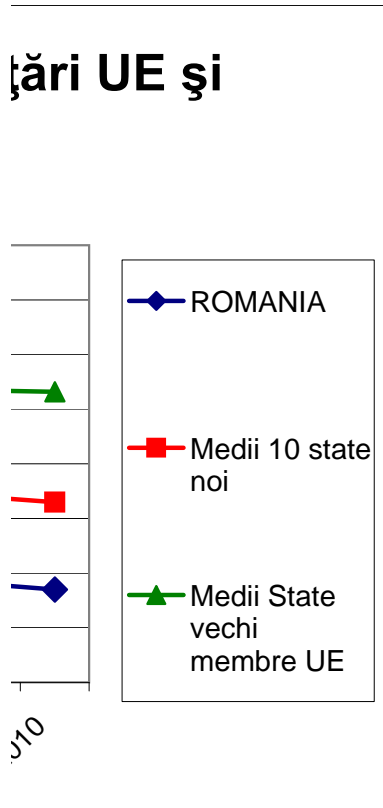 ţări UE şi
ROMANIA
Medii 10 state
noi
Medii State
vechi
membre UE